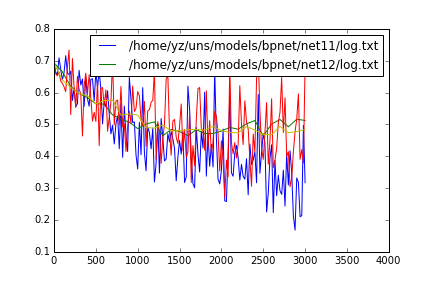 0.8
/home/yz/uns/models/bpnet/net11/log.txt
/home/yz/uns/models/bpnet/net12/log.txt
0.7
0.6
0.5
0.4
0.3
0.2
0.1
0 500 1000 1500 2000 2500 3000 3500 4000